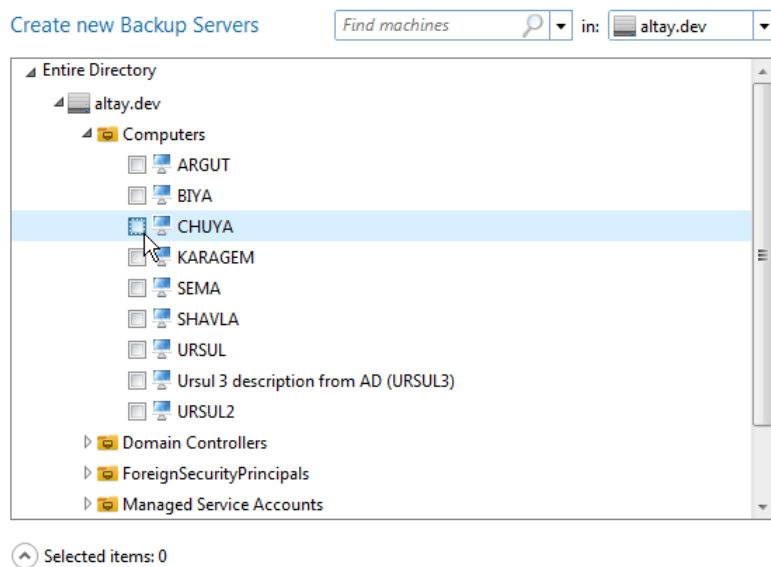 Create new Backup Servers Find machines in: altay.dev
Entire Directory
altay.dev
Computers
ARGUT
BIYA
CHUYA
KARAGEM
SEMA
SHAVLA
URSUL
Ursul 3 description from AD (URSUL3)
URSUL2
Domain Controllers
ForeignSecurityPrincipals
Managed Service Accounts
Selected items: 0